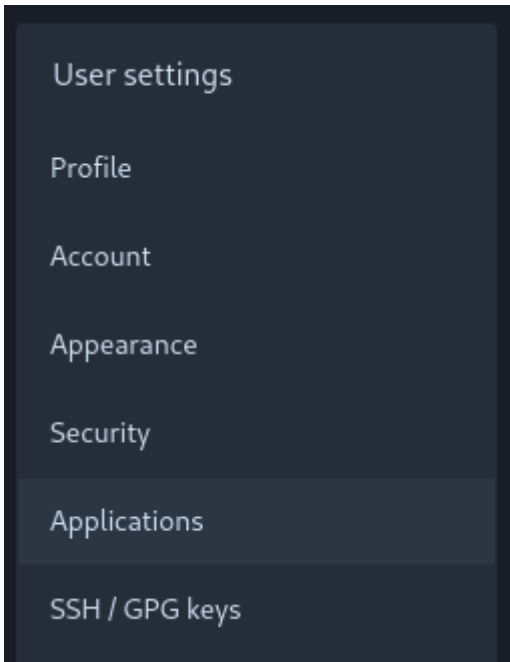 User settings
Profile
Account
Appearance
Security
Applications
SSH / GPG keys